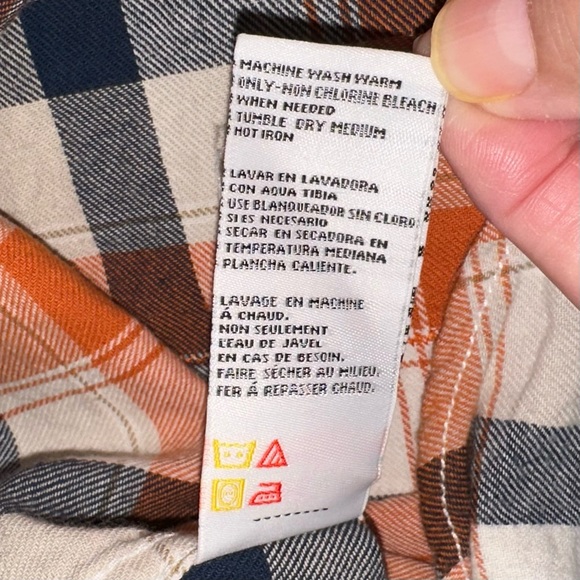 MACHINE WASH WARM
ONLY-NON CHLORINE BLEACH
WHEN NEEDED
TUMBLE DRY MEDIUM
HOT IRON
LAVAR EN LAVADORA
CON AGUA TIBIA
USE BLANQUEADOR SIN CLORO
SI ES NECESARIO
SECAR EN SECADORA EN
TEMPERATURA MEDIANA
PLANCHA CALIENTE.
LAVAGE EN MACHINE
Á CHAUD.
NON SEULEMENT
L'EAU DE JAVEL
EN CAS DE BESOIN.
FAIRE SÉCHER AU MILIEU.
FER Á REPASSER CHAUD.